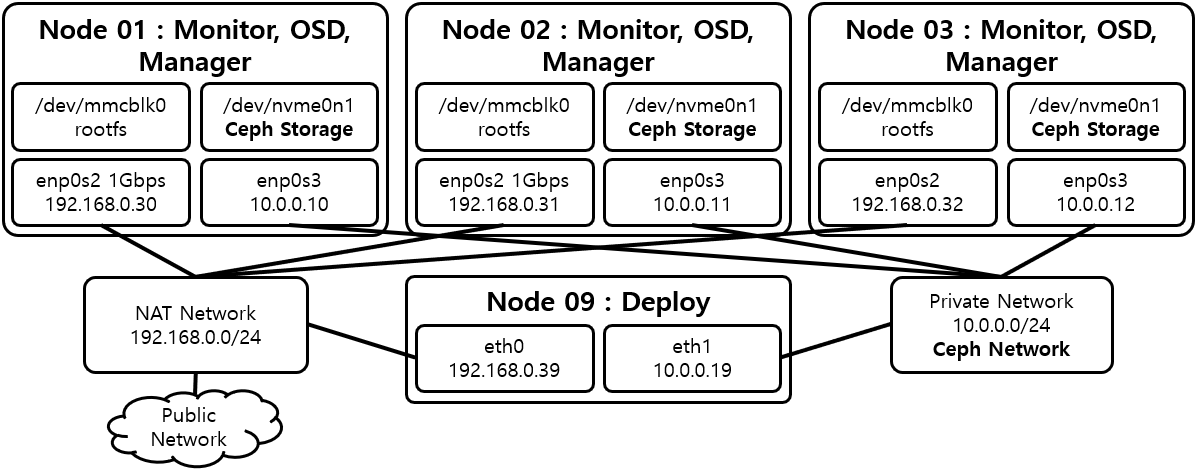 Node 01 : Monitor, OSD,
Manager
/dev/mmcblk0
rootfs
/dev/nvme0n1
Ceph Storage
enp0s2 1Gbps
192.168.0.30
enp0s3
10.0.0.10
Node 02 : Monitor, OSD,
Manager
/dev/mmcblk0
rootfs
/dev/nvme0n1
Ceph Storage
enp0s2 1Gbps
192.168.0.31
enp0s3
10.0.0.11
Node 03 : Monitor, OSD,
Manager
/dev/mmcblk0
rootfs
/dev/nvme0n1
Ceph Storage
enp0s2
192.168.0.32
enp0s3
10.0.0.12
NAT Network
192.168.0.0/24
Node 09 : Deploy
eth0
192.168.0.39
eth1
10.0.0.19
Private Network
10.0.0.0/24
Ceph Network
Public
Network